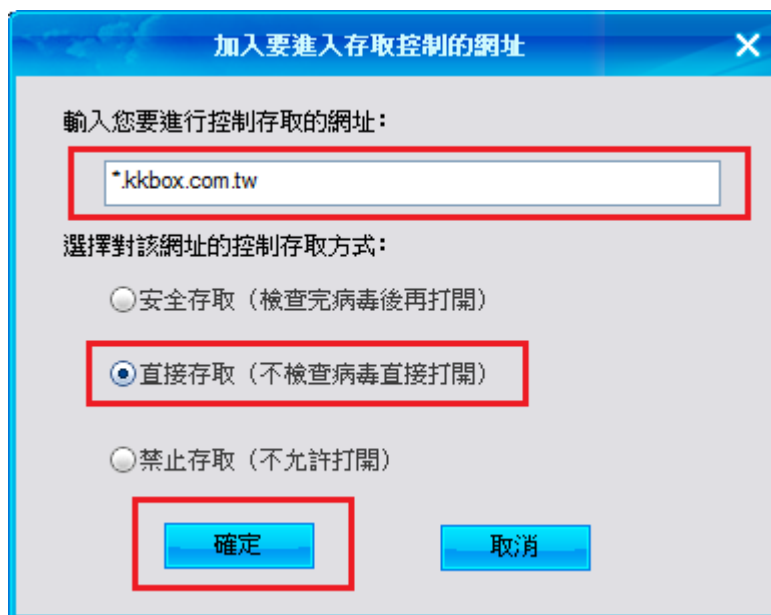 加入要進入存取控制的網址
輸入您要進行控制存取的網址：
*.kkbox.com.tw
選擇對該網址的控制存取方式：
安全存取（檢查完病毒後再打開）
直接存取（不檢查病毒直接打開）
禁止存取（不允許打開）
確定 取消